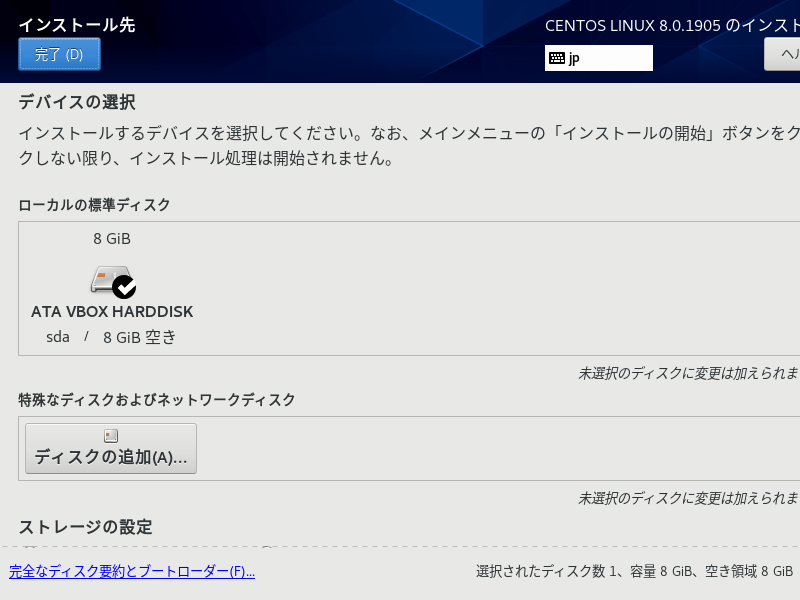 インストール先
CENTOS LINUX 8.0.1905 のインスト
完了 (D)
jp
ヘル
デバイスの選択
インストールするデバイスを選択してください。なお、メインメニューの「インストールの開始」ボタンをク
クしない限り、インストール処理は開始されません。
ローカルの標準ディスク
8 GiB
ATA VBOX HARDDISK
sda / 8 GiB 空き
未選択のディスクに変更は加えられま
特殊なディスクおよびネットワークディスク
ディスクの追加(A)...
未選択のディスクに変更は加えられま
ストレージの設定
完全なディスク要約とブートローダー(F)...
選択されたディスク数 1、容量 8 GiB、空き領域 8 GiB